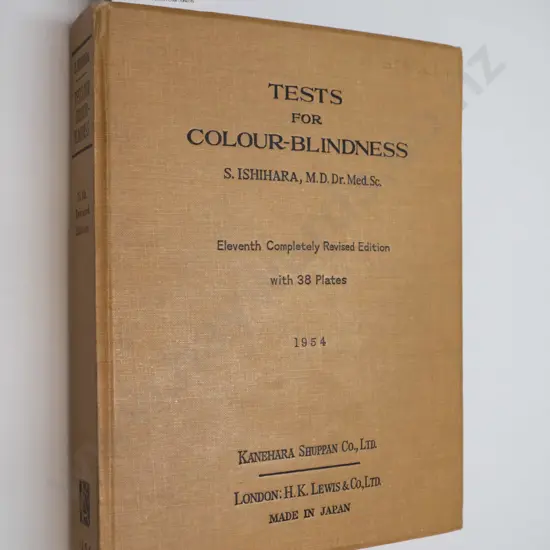 TESTS
FOR
COLOUR-BLINDNESS
S. ISHIHARA, M.D. Dr. Med. Sc.
Eleventh Completely Revised Edition
with 38 Plates
1954
KANEHARA SHUPPAN CO., LTD.
LONDON: H. K. LEWIS & CO., LTD.
MADE IN JAPAN